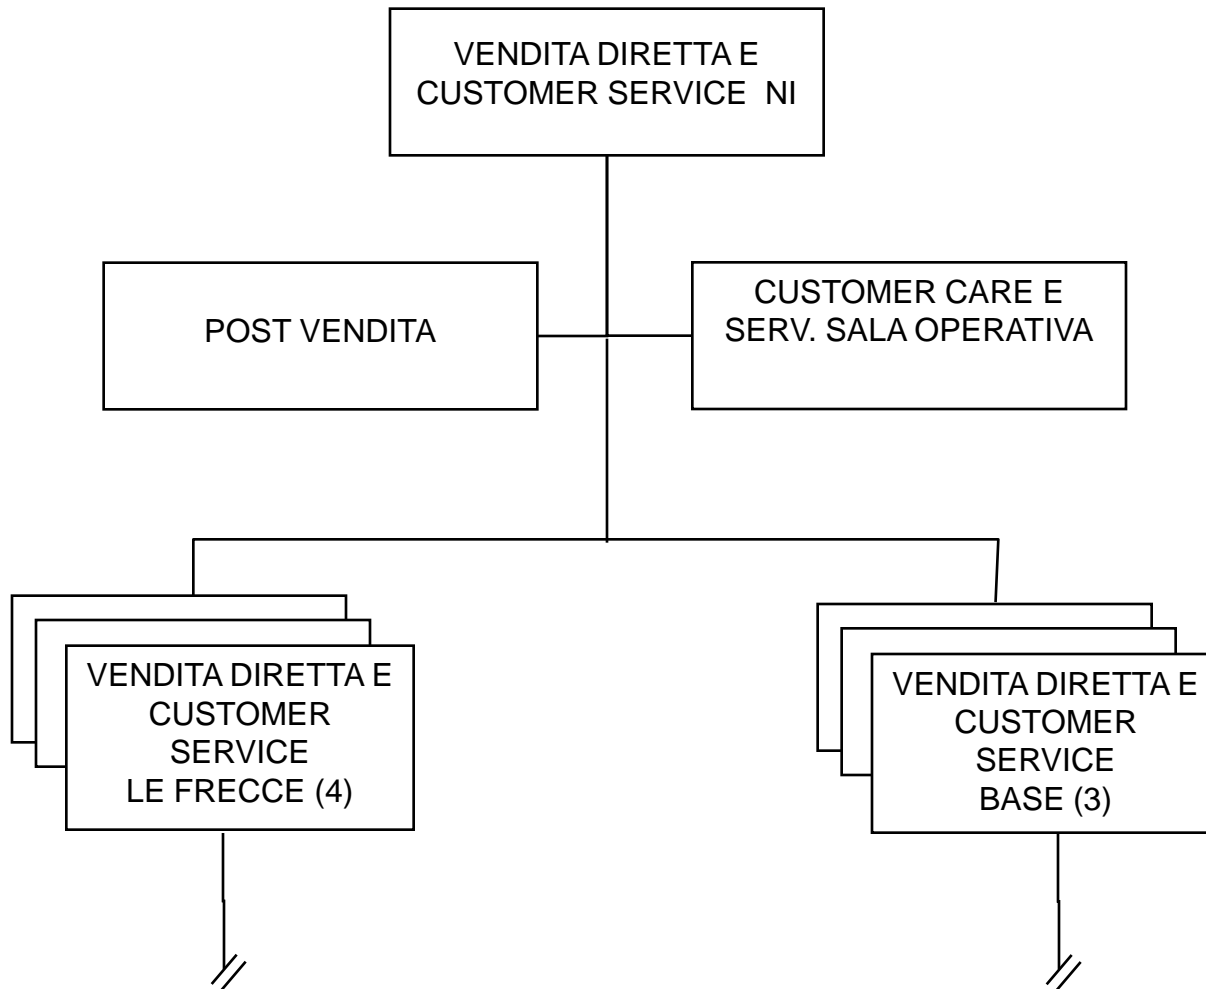 VENDITA DIRETTA E
CUSTOMER SERVICE  NI
POST VENDITA
CUSTOMER CARE E
SERV. SALA OPERATIVA
VENDITA DIRETTA E
CUSTOMER
SERVICE
LE FRECCE (4)
VENDITA DIRETTA E
CUSTOMER
SERVICE
BASE (3)